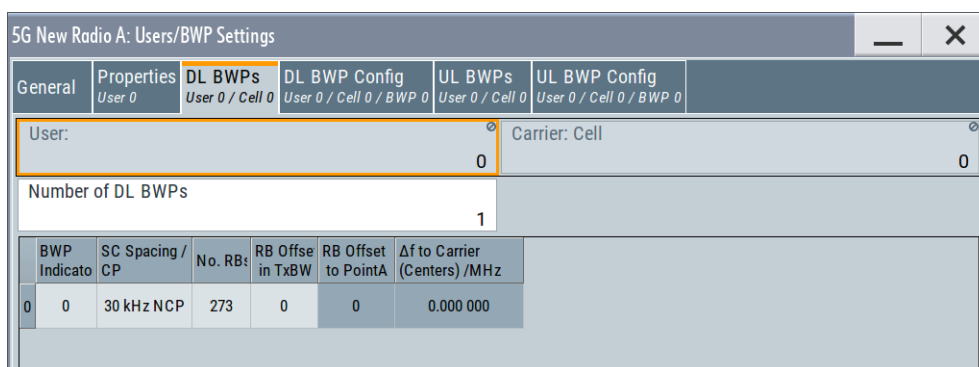 5G New Radio A: Users/BWP Settings
General
Properties
User 0
DL BWPs
User 0 / Cell 0
DL BWP Config
User 0 / Cell 0 / BWP 0
UL BWPs
User 0 / Cell 0
UL BWP Config
User 0 / Cell 0 / BWP 0
User:
0
Carrier: Cell
0
Number of DL BWPs
1
BWP
Indicato
SC Spacing /
CP
No. RBs
RB Offse
in TxBW
RB Offset
to PointA
Δf to Carrier
(Centers) /MHz
0 0 30 kHz NCP 273 0 0 0.000 000